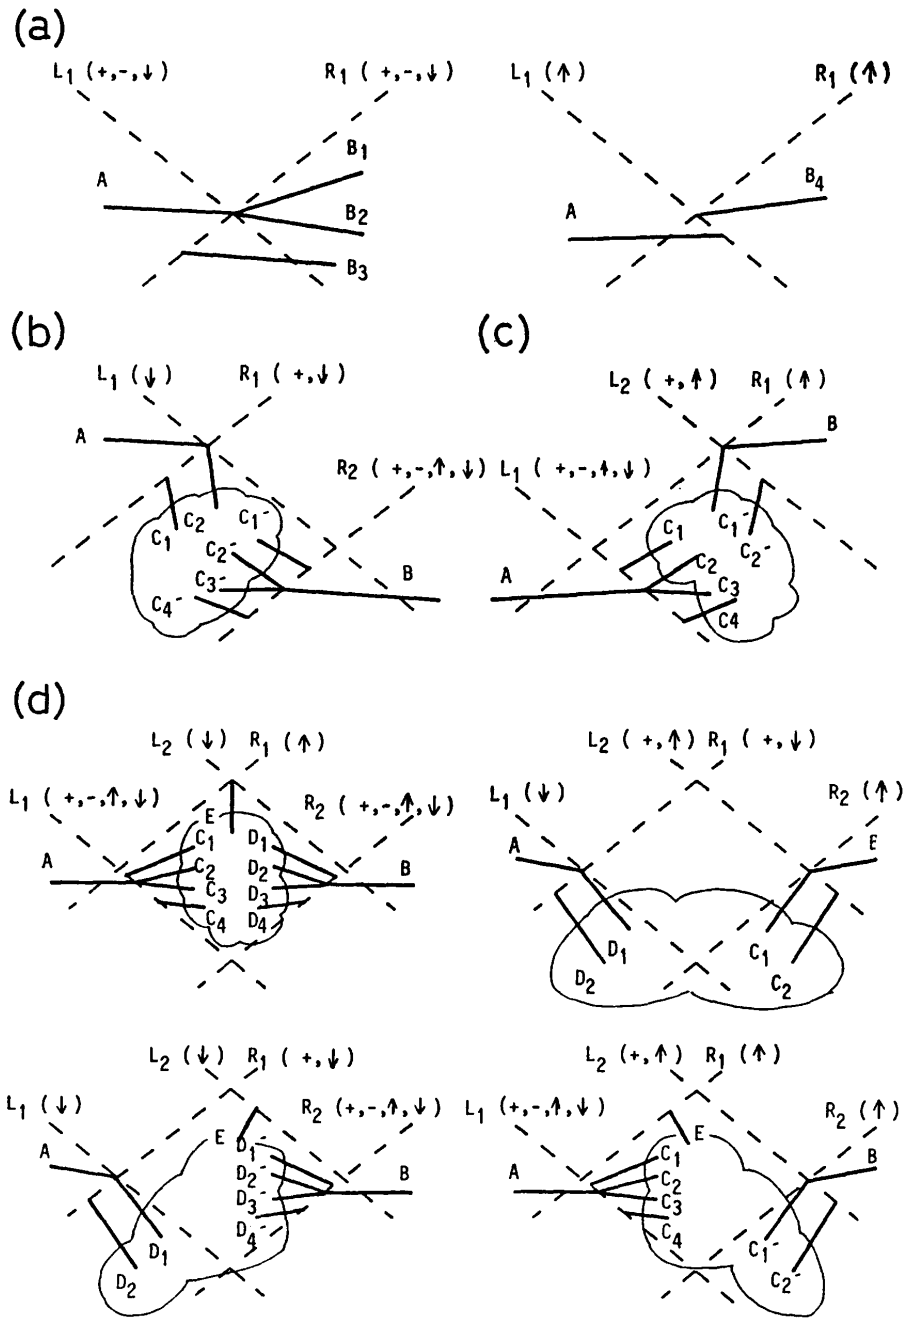 (a)
L₁ (+,-,↓) R₁ (+,-,↓) L₁ (↑) R₁ (↑)
B₁
A B₂ B₄
B₃ A
(b) (c)
L₁ (↓) R₁ (+,↓) L₂ (+,↑) R₁ (↑)
A B
R₂ (+,-,↑,↓) L₁ (+,-,↑,↓)
C₁ C₂ C₁- C₁ C₁-
C₂- C₂ C₂-
C₃- B A C₃
C₄- C₄
(d)
L₂ (↓) R₁ (↑) L₂ (+,↑) R₁ (+,↓)
L₁ (+,-,↑,↓) R₂ (+,-,↑,↓) L₁ (↓) R₂ (↑)
E
C₁ D₁ A E
A C₂ D₂ B
C₃ D₃
C₄ D₄ D₁ C₁
D₂ C₂
L₂ (↓) R₁ (+,↓) L₂ (+,↑) R₁ (↑)
L₁ (↓) R₂ (+,-,↑,↓) L₁ (+,-,↑,↓) R₂ (↑)
E D₁- E
A D₂- B A C₁ B
D₃- C₂
D₄- C₃
D₁ C₄ C₁-
D₂ C₂-